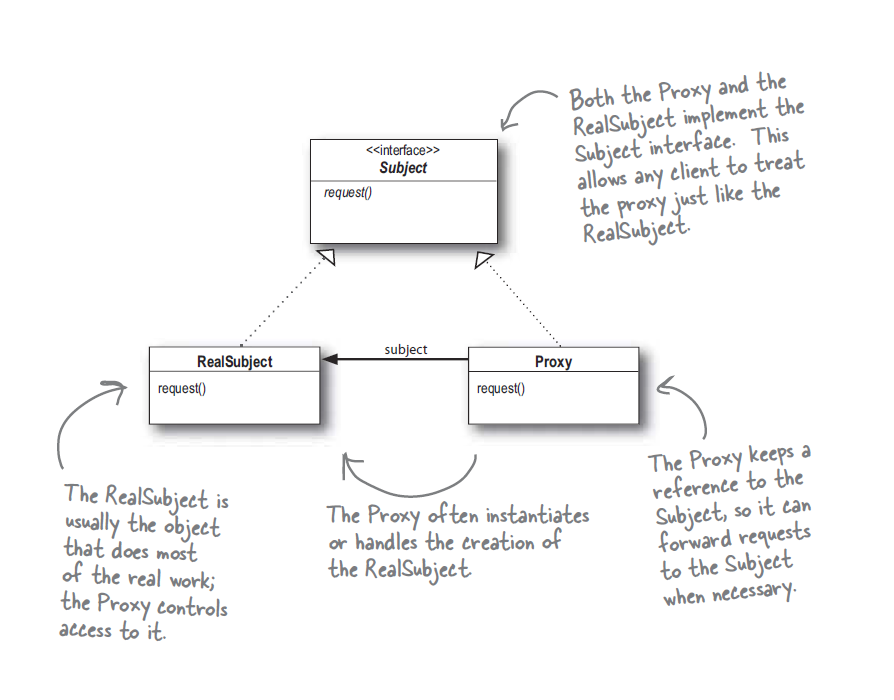 Both the Proxy and the
RealSubject implement the
Subject interface. This
allows any client to treat
the proxy just like the
RealSubject.
<<interface>>
Subject
request()
RealSubject
request()
subject
Proxy
request()
The RealSubject is
usually the object
that does most
of the real work;
the Proxy controls
access to it.
The Proxy often instantiates
or handles the creation of
the RealSubject.
The Proxy keeps a
reference to the
Subject, so it can
forward requests
to the Subject
when necessary.